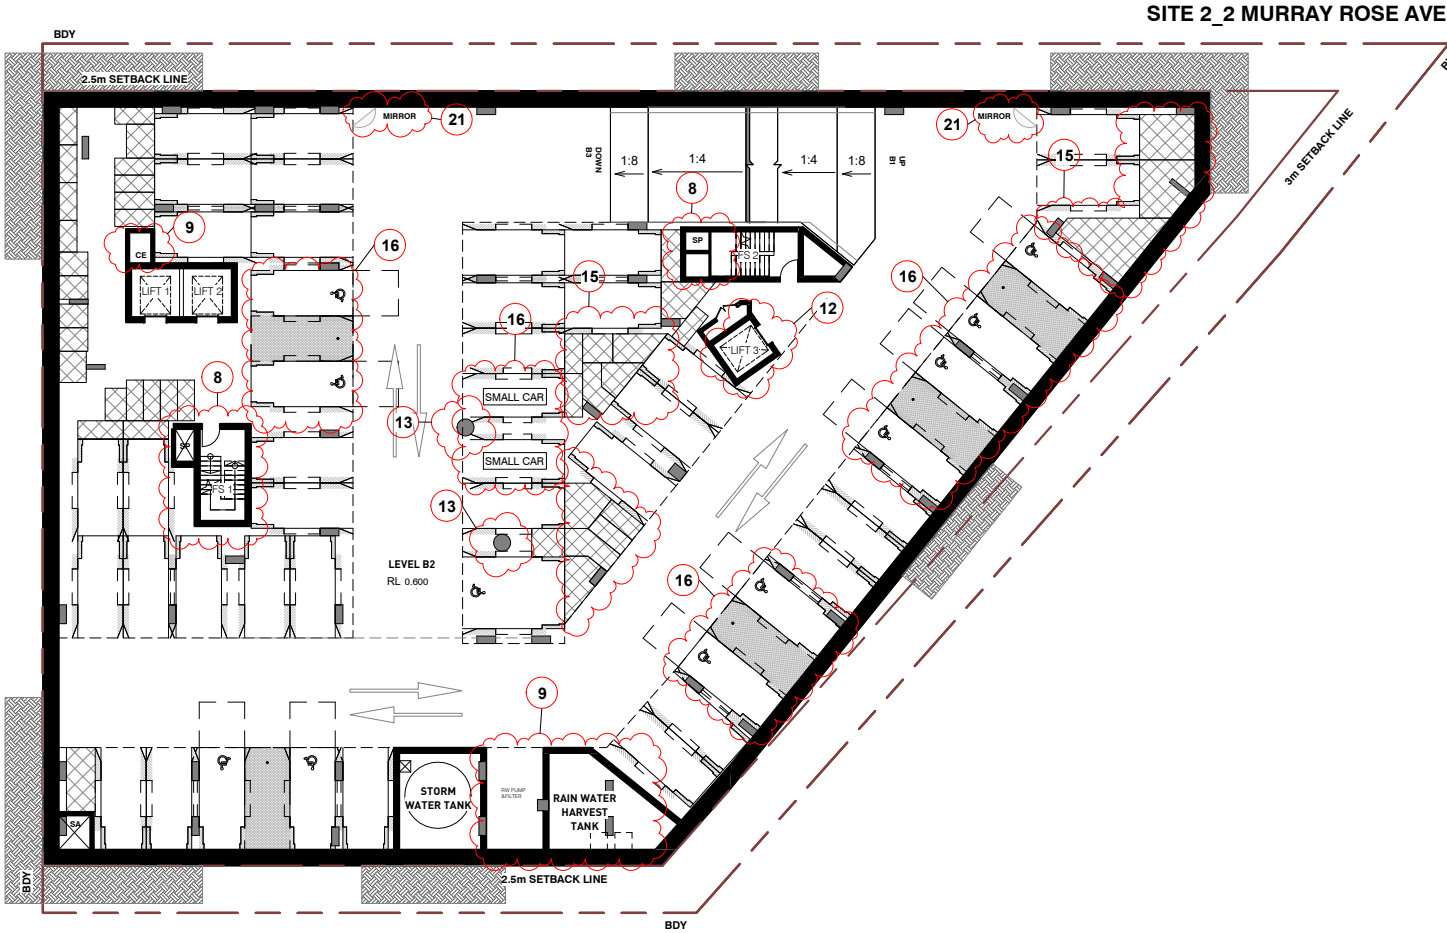 SITE 2_2 MURRAY ROSE AVE
BDY
2.5m SETBACK LINE
3m SETBACK LINE
MIRROR
21
21
MIRROR
DOWN
B3
1:8
1:4
1:4
1:8
UP
B1
15
8
9
CE
16
SP
FS 2
15
16
LIFT 1
LIFT 2
16
12
LIFT 3
8
SMALL CAR
13
SP
SMALL CAR
FS 1
13
LEVEL B2
RL 0.600
16
9
STORM
WATER TANK
RW PUMP
&FILTER
RAIN WATER
HARVEST
TANK
SA
2.5m SETBACK LINE
BDY
BDY